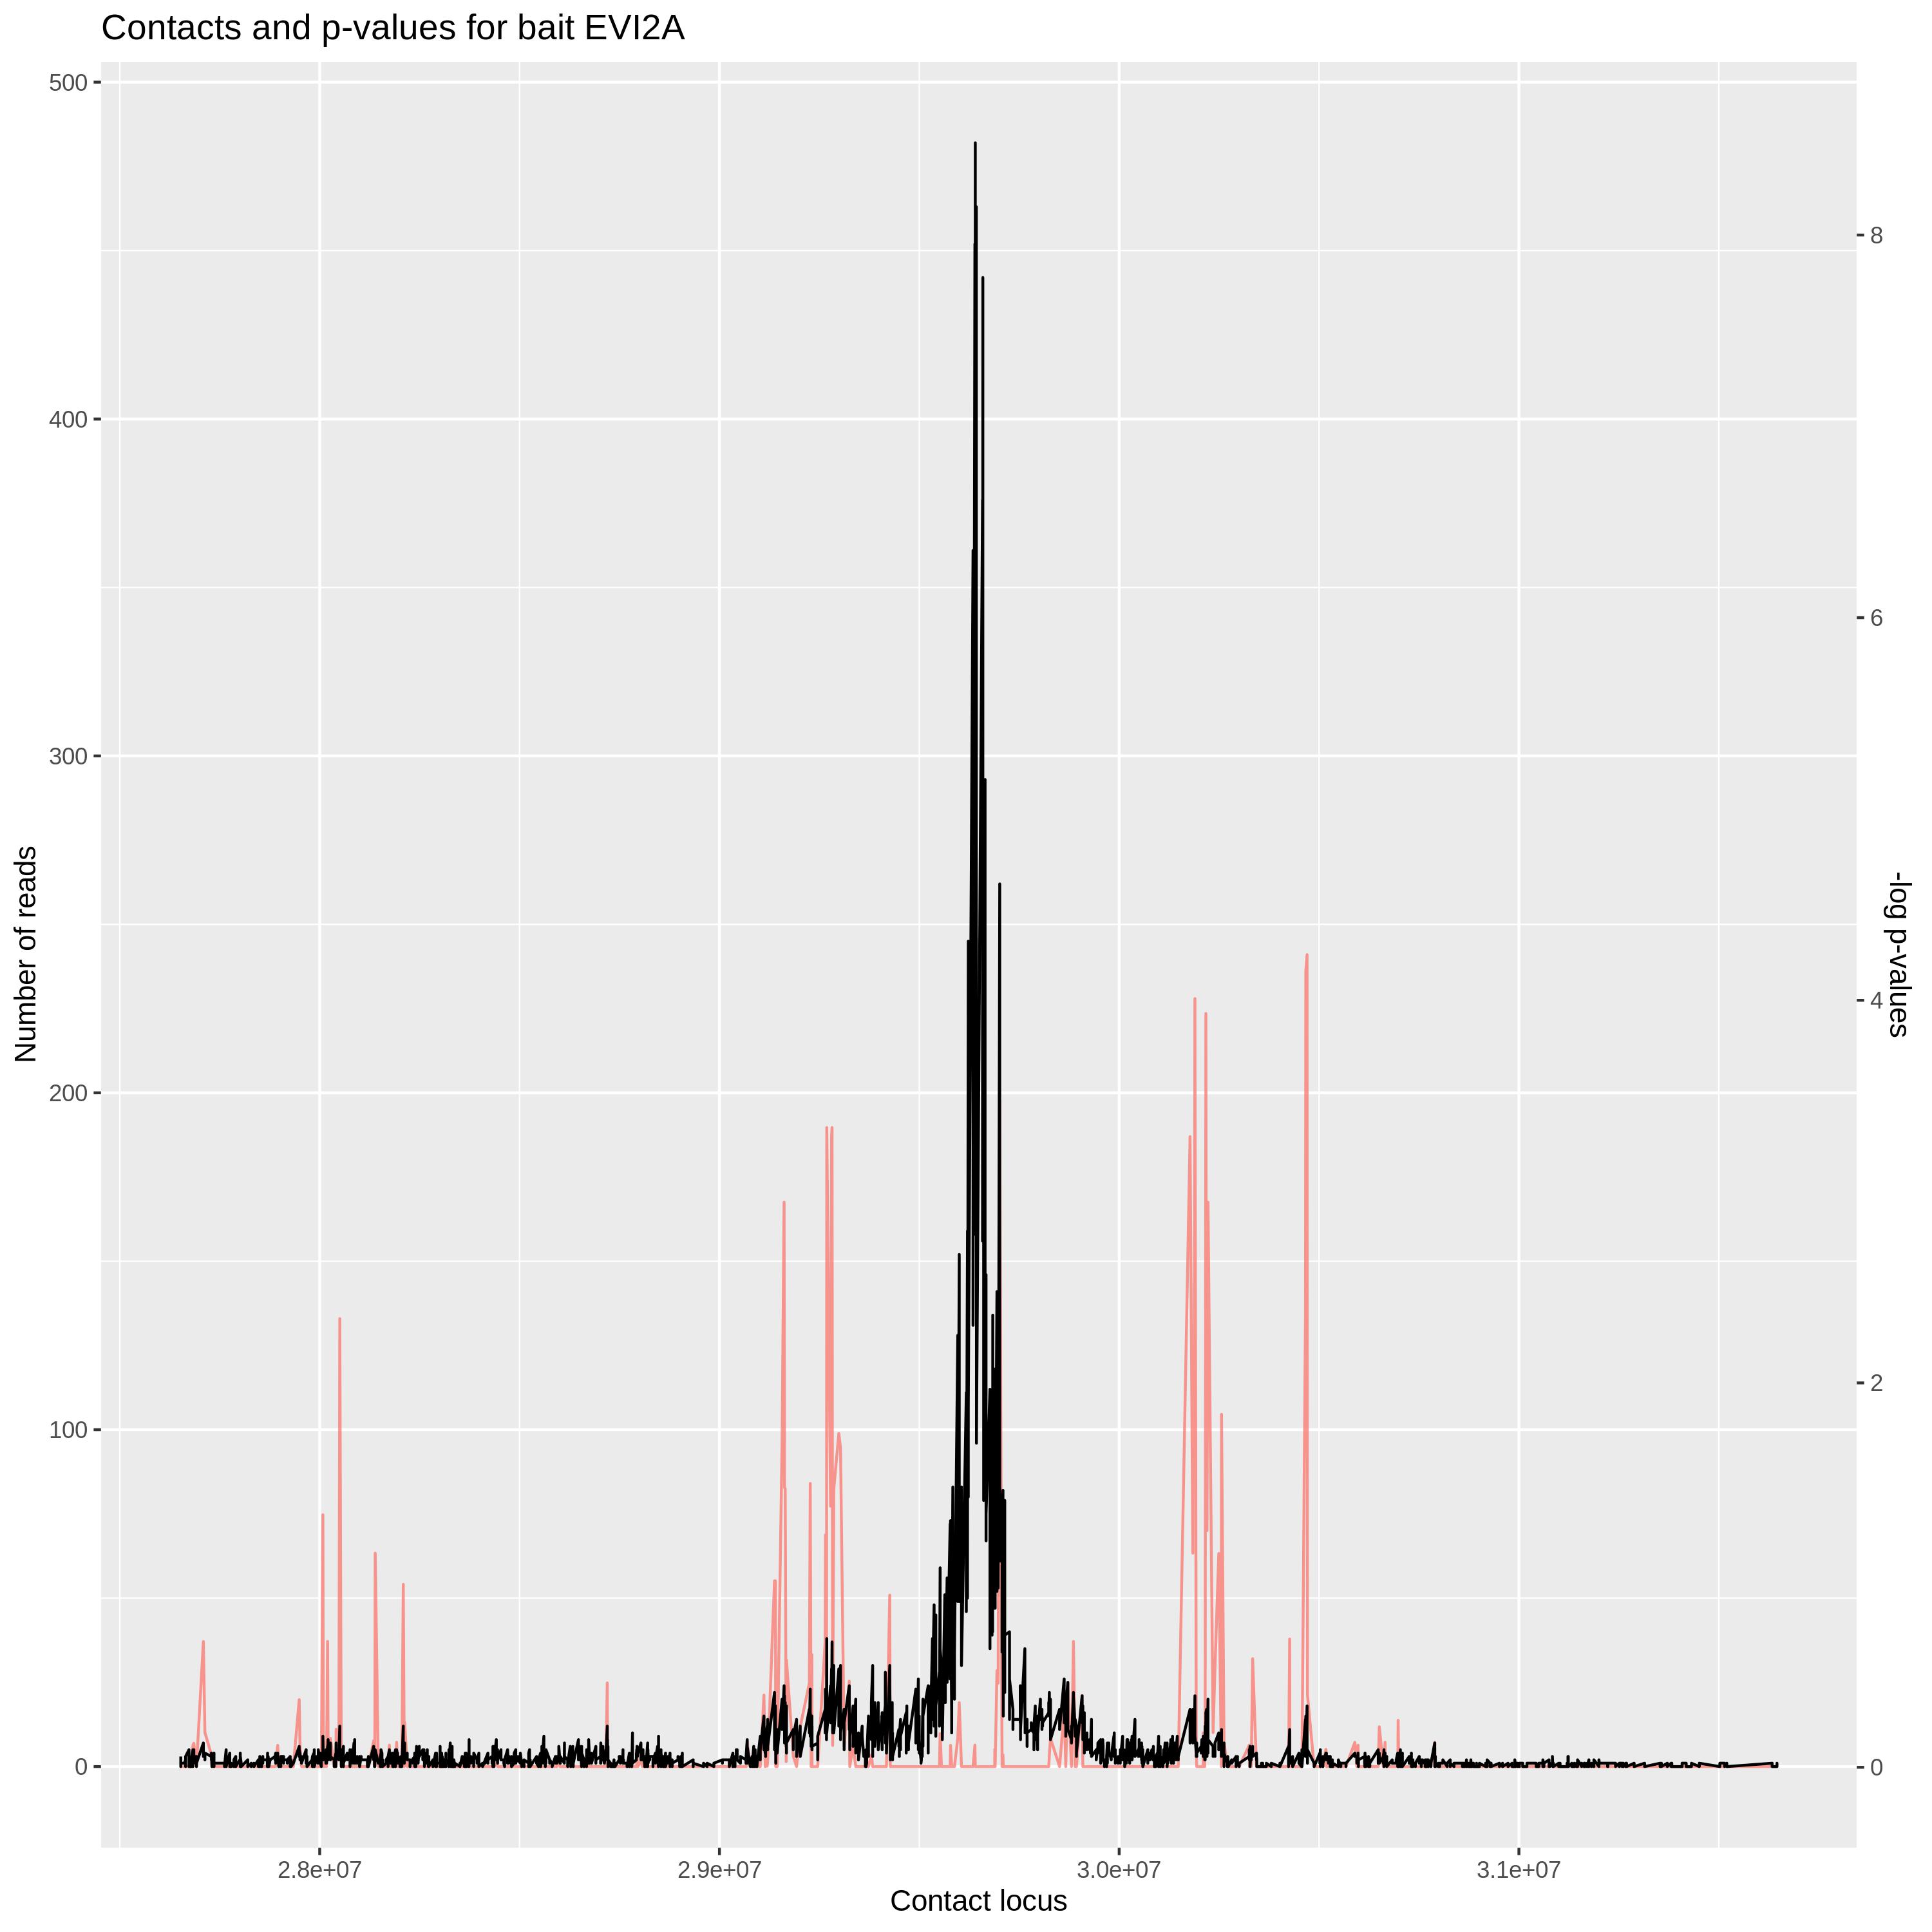 Contacts and p-values for bait EVI2A
500
400
300
200
100
0
Number of reads
8
6
4
2
0
-log p-values
2.8e+07
2.9e+07
3.0e+07
3.1e+07
Contact locus